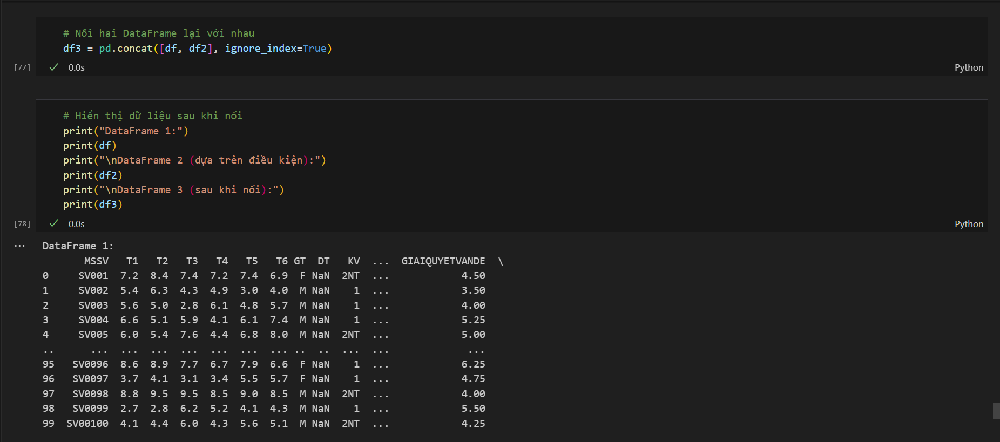 # Nối hai DataFrame lại với nhau
df3 = pd.concat([df, df2], ignore_index=True)
[77] 0.0s Python
# Hiển thị dữ liệu sau khi nối
print("DataFrame 1:")
print(df)
print("\nDataFrame 2 (dựa trên điều kiện):")
print(df2)
print("\nDataFrame 3 (sau khi nối):")
print(df3)
[78] 0.0s Python
... DataFrame 1:
MSSV T1 T2 T3 T4 T5 T6 GT DT KV ... GIAIQUYETVANDE \
0 SV001 7.2 8.4 7.4 7.2 7.4 6.9 F NaN 2NT ... 4.50
1 SV002 5.4 6.3 4.3 4.9 3.0 4.0 M NaN 1 ... 3.50
2 SV003 5.6 5.0 2.8 6.1 4.8 5.7 M NaN 1 ... 4.00
3 SV004 6.6 5.1 5.9 4.1 6.1 7.4 M NaN 1 ... 5.25
4 SV005 6.0 5.4 7.6 4.4 6.8 8.0 M NaN 2NT ... 5.00
.. ... ... ... ... ... ... ... .. .. ... ... ...
95 SV0096 8.6 8.9 7.7 6.7 7.9 6.6 F NaN 1 ... 6.25
96 SV0097 3.7 4.1 3.1 3.4 5.5 5.7 F NaN 1 ... 4.75
97 SV0098 8.8 9.5 9.5 8.5 9.0 8.5 M NaN 2NT ... 4.00
98 SV0099 2.7 2.8 6.2 5.2 4.1 4.3 M NaN 1 ... 5.50
99 SV00100 4.1 4.4 6.0 4.3 5.6 5.1 M NaN 2NT ... 4.25